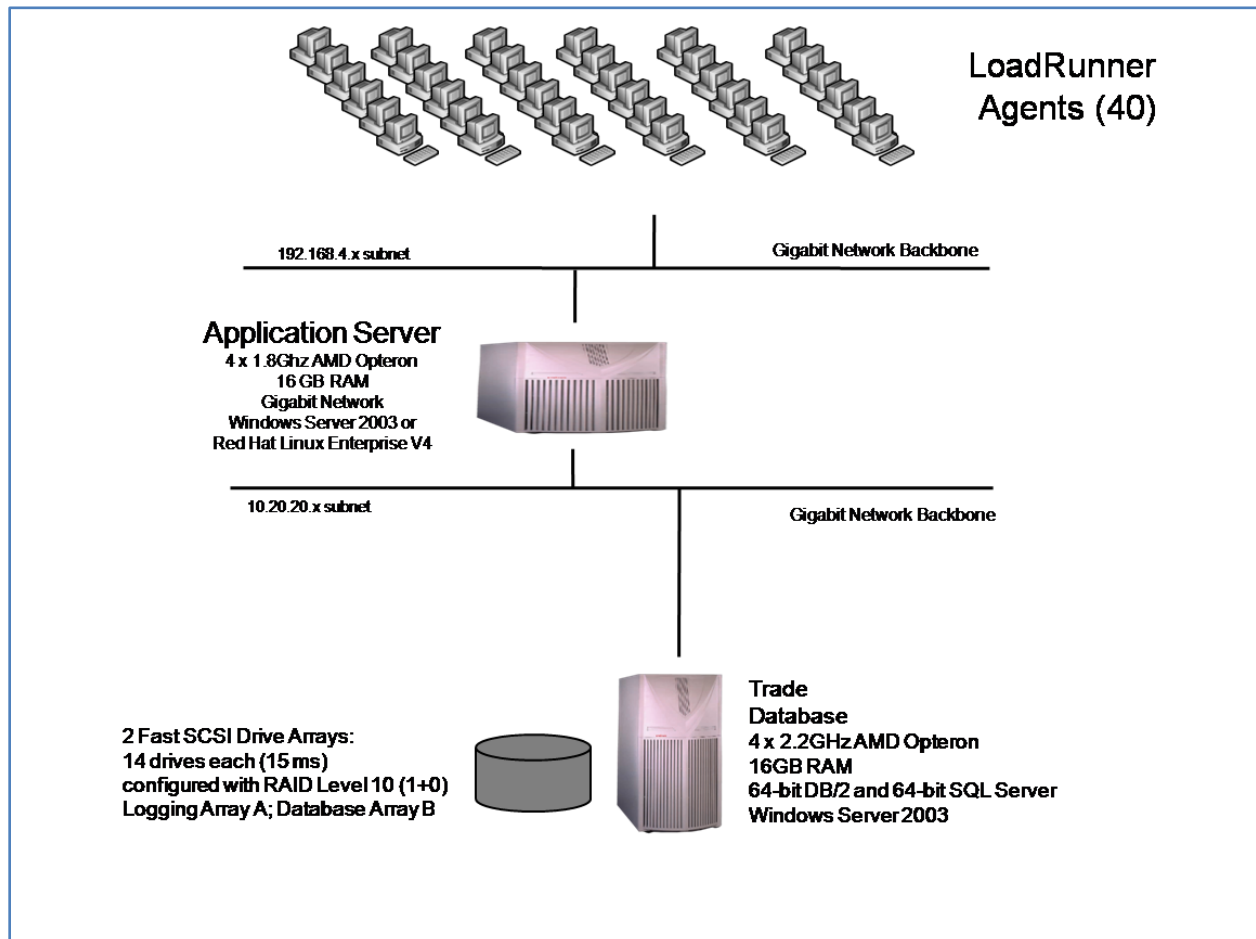 LoadRunner
Agents (40)
192.168.4.x subnet
Gigabit Network Backbone
Application Server
4 x 1.8Ghz AMD Opteron
16 GB RAM
Gigabit Network
Windows Server 2003 or
Red Hat Linux Enterprise V4
10.20.20.x subnet
Gigabit Network Backbone
2 Fast SCSI Drive Arrays:
14 drives each (15 ms)
configured with RAID Level 10 (1+0)
Logging Array A; Database Array B
Trade
Database
4 x 2.2GHz AMD Opteron
16GB RAM
64-bit DB/2 and 64-bit SQL Server
Windows Server 2003